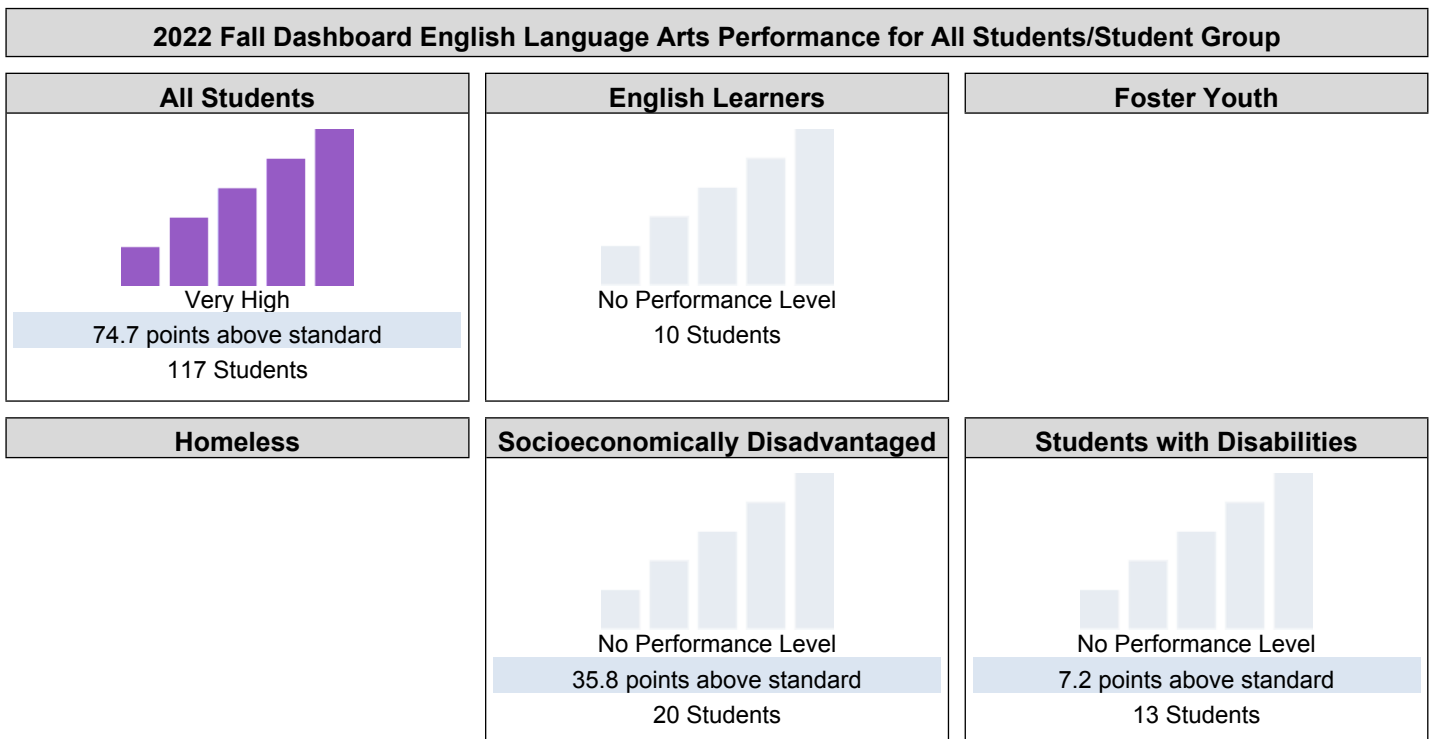 2022 Fall Dashboard English Language Arts Performance for All Students/Student Group
All Students
Very High
74.7 points above standard
117 Students
English Learners
No Performance Level
10 Students
Foster Youth
Homeless
Socioeconomically Disadvantaged
No Performance Level
35.8 points above standard
20 Students
Students with Disabilities
No Performance Level
7.2 points above standard
13 Students